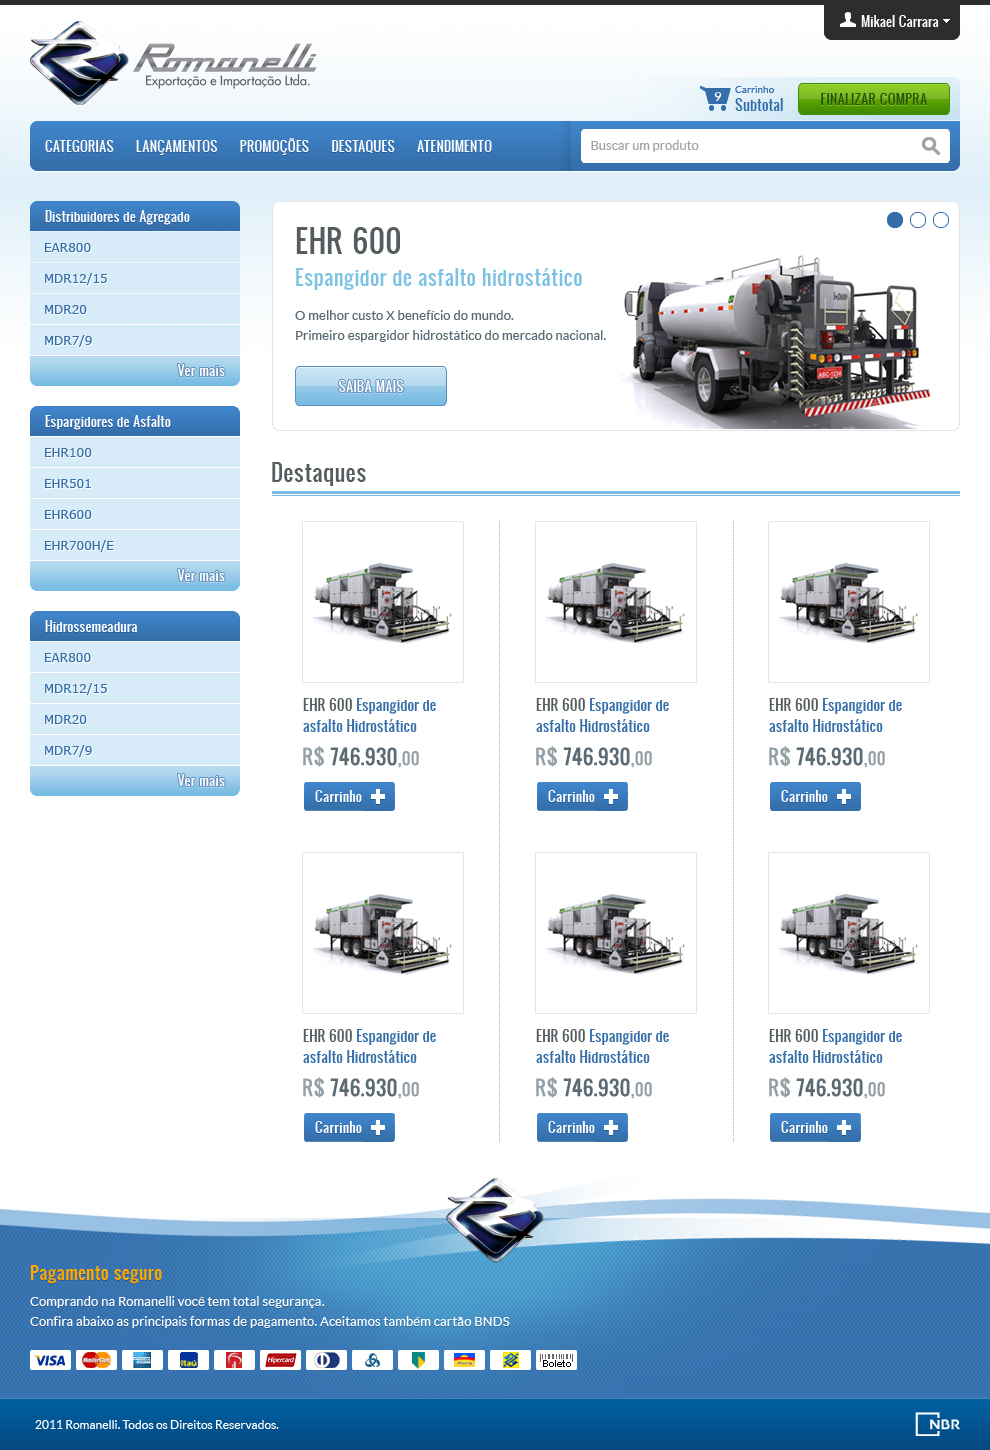 Mikael Carrara
Romanelli
Exportação e Importação Ltda.
9
Carrinho
Subtotal
FINALIZAR COMPRA
CATEGORIAS LANÇAMENTOS PROMOÇÕES DESTAQUES ATENDIMENTO
Buscar um produto
Distribuidores de Agregado
EAR800
MDR12/15
MDR20
MDR7/9
Ver mais
Espargidores de Asfalto
EHR100
EHR501
EHR600
EHR700H/E
Ver mais
Hidrossemeadura
EAR800
MDR12/15
MDR20
MDR7/9
Ver mais
EHR 600
Espangidor de asfalto hidrostático
O melhor custo X benefício do mundo.
Primeiro espargidor hidrostático do mercado nacional.
SAIBA MAIS
ABC-1234
Destaques
EHR 600 Espangidor de
asfalto Hidrostático
R$ 746.930,00
Carrinho
EHR 600 Espangidor de
asfalto Hidrostático
R$ 746.930,00
Carrinho
EHR 600 Espangidor de
asfalto Hidrostático
R$ 746.930,00
Carrinho
EHR 600 Espangidor de
asfalto Hidrostático
R$ 746.930,00
Carrinho
EHR 600 Espangidor de
asfalto Hidrostático
R$ 746.930,00
Carrinho
EHR 600 Espangidor de
asfalto Hidrostático
R$ 746.930,00
Carrinho
Pagamento seguro
Comprando na Romanelli você tem total segurança.
Confira abaixo as principais formas de pagamento. Aceitamos também cartão BNDS
VISA MasterCard Itaú Hipercard Boleto
2011 Romanelli. Todos os Direitos Reservados.
NBR